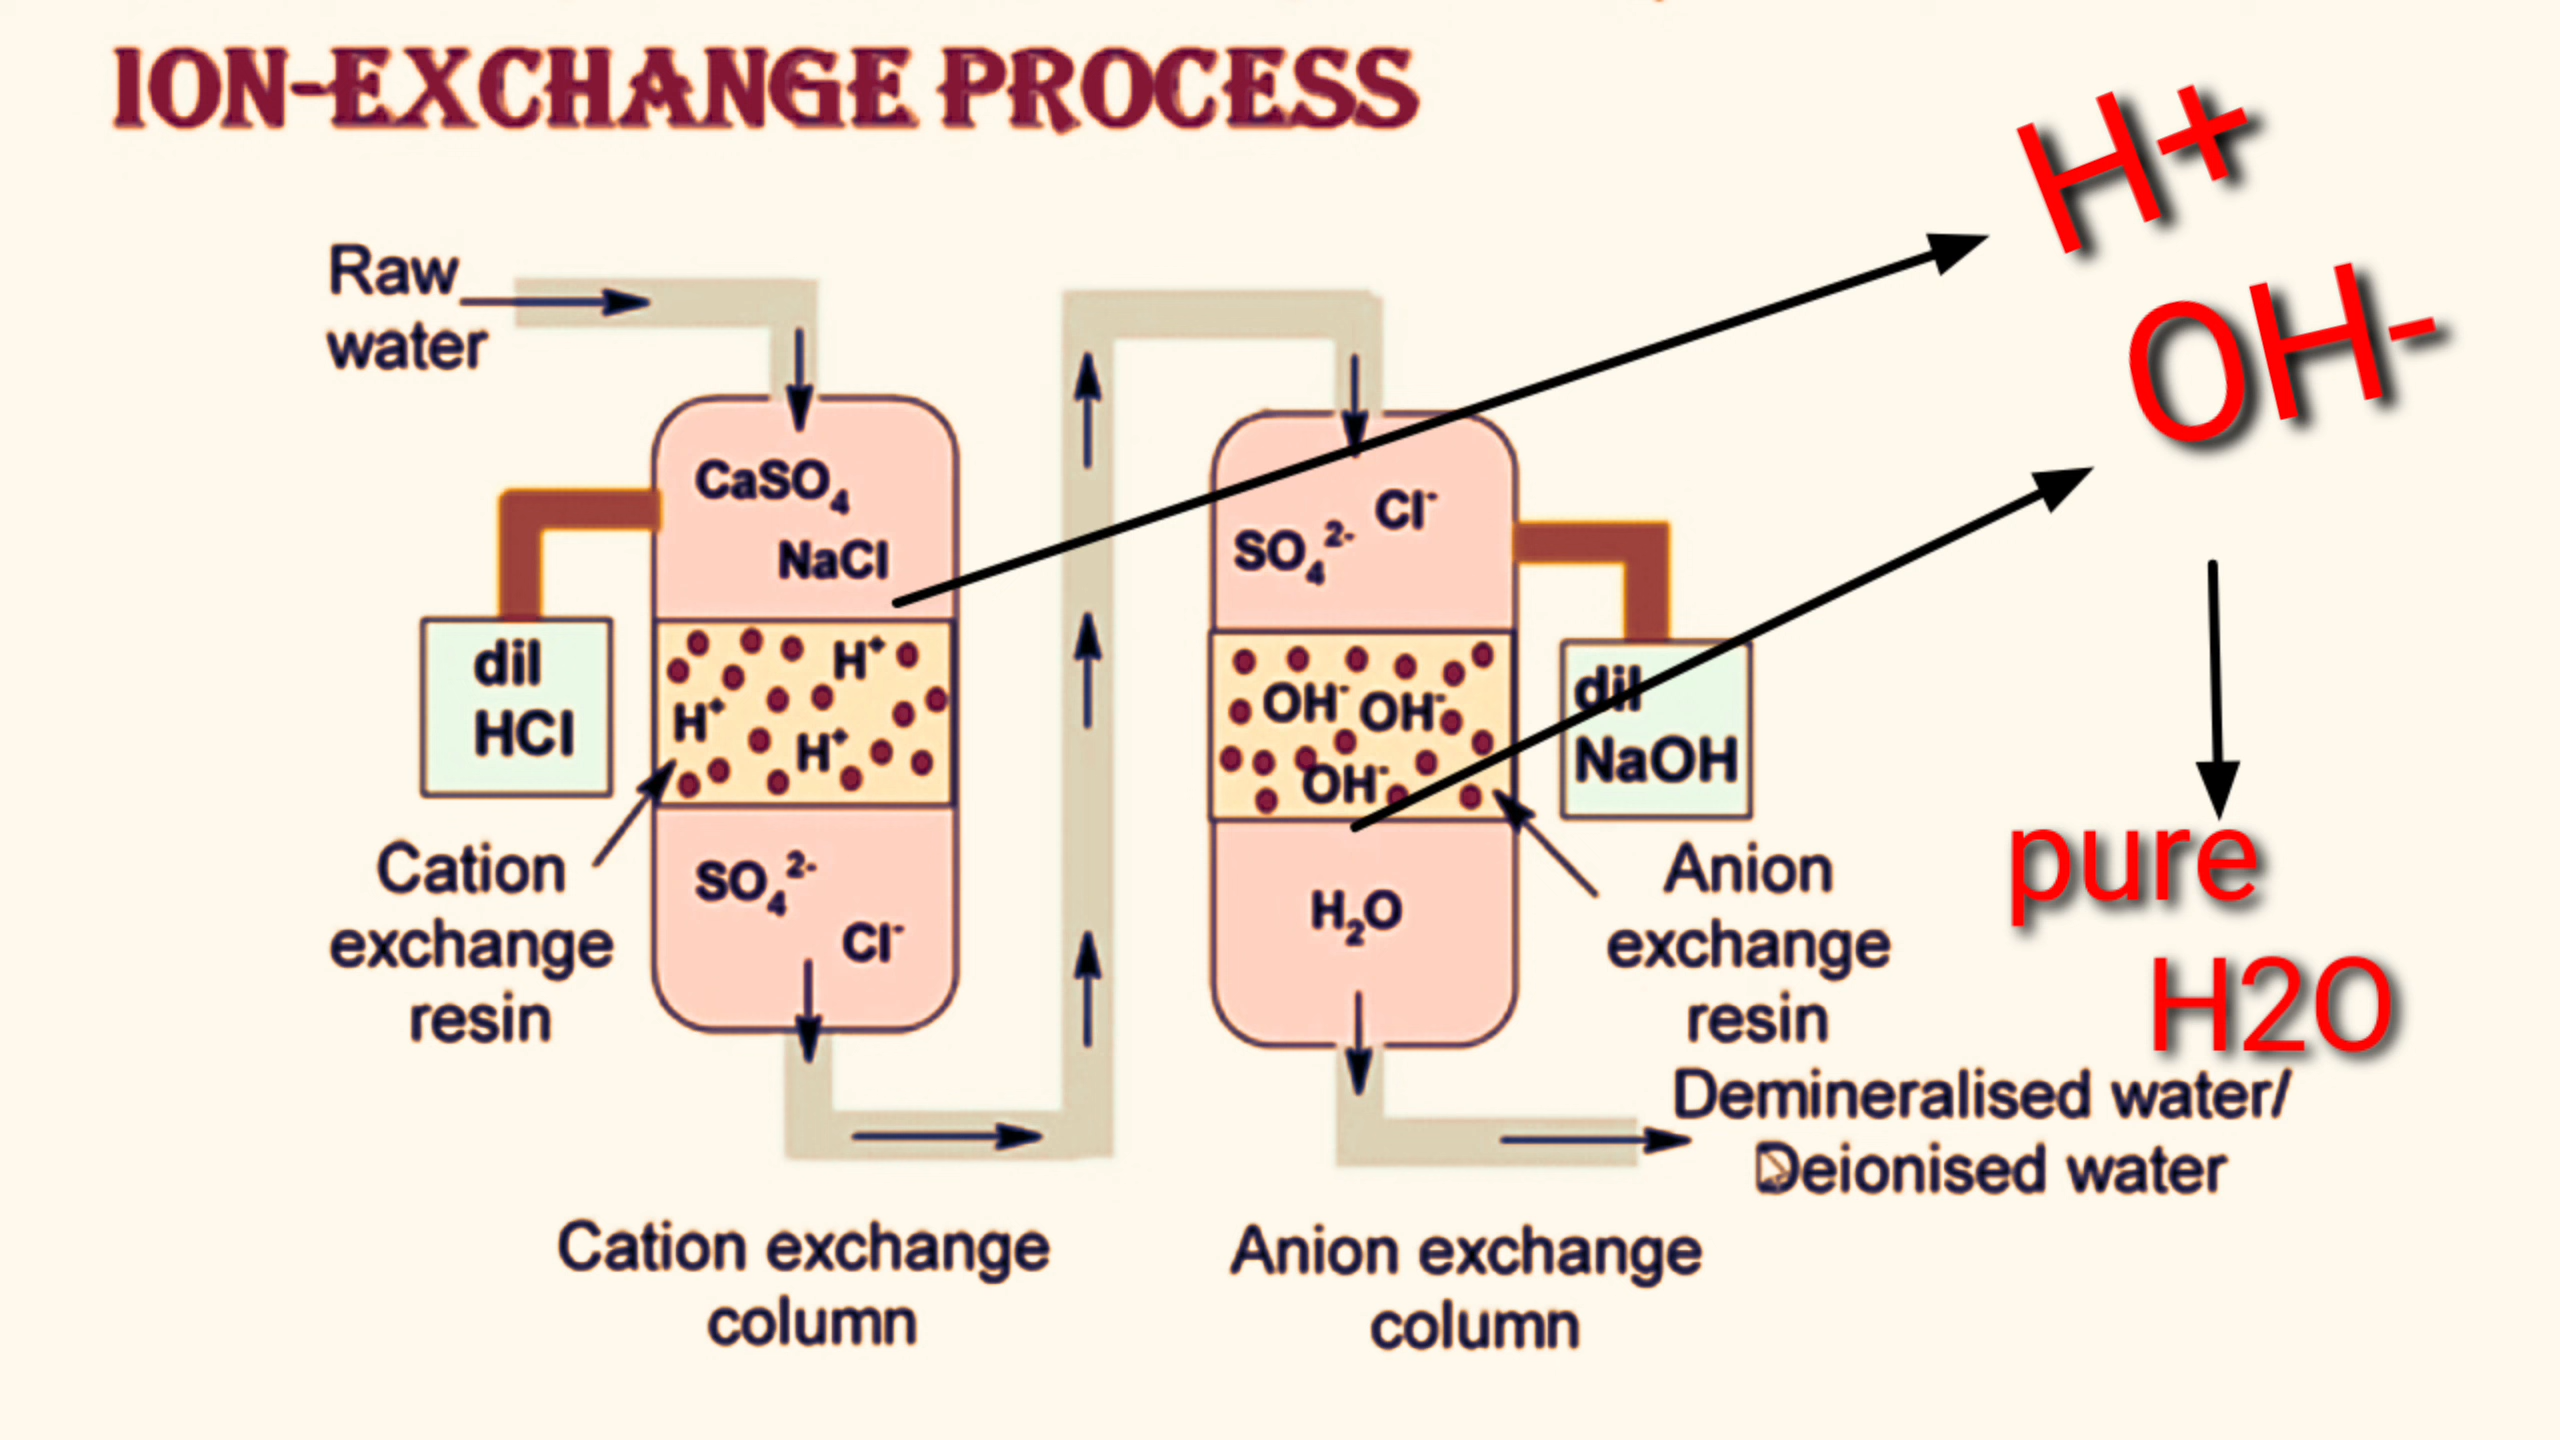 ION-EXCHANGE PROCESS
H+
OH-
Raw
water
CaSO₄
NaCl
dil
HCl
H⁺
H⁺
H⁺
Cation
exchange
resin
SO₄²⁻
Cl⁻
Cl⁻
SO₄²⁻
OH⁻ OH⁻
OH⁻
dil
NaOH
H₂O
Anion
exchange
resin
pure
H2O
Demineralised water/
Deionised water
Cation exchange
column
Anion exchange
column